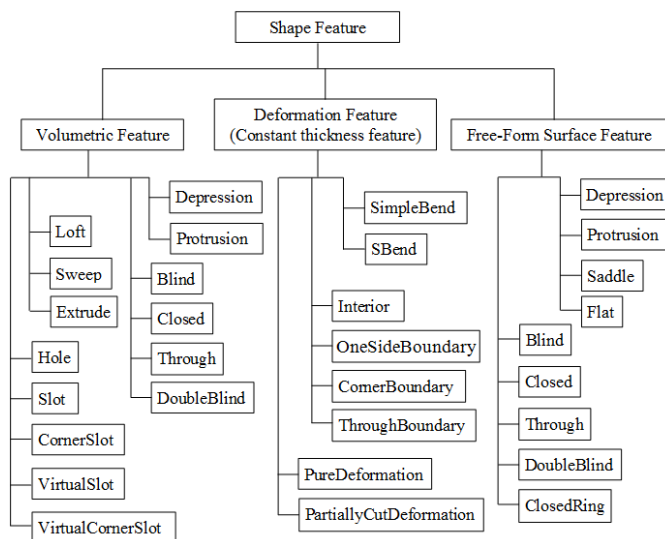 Shape Feature
Volumetric Feature
Deformation Feature
(Constant thickness feature)
Free-Form Surface Feature
Depression
Protrusion
Loft
Sweep
Extrude
Blind
Closed
Through
DoubleBlind
Hole
Slot
CornerSlot
VirtualSlot
VirtualCornerSlot
SimpleBend
SBend
Interior
OneSideBoundary
CornerBoundary
ThroughBoundary
PureDeformation
PartiallyCutDeformation
Depression
Protrusion
Saddle
Flat
Blind
Closed
Through
DoubleBlind
ClosedRing